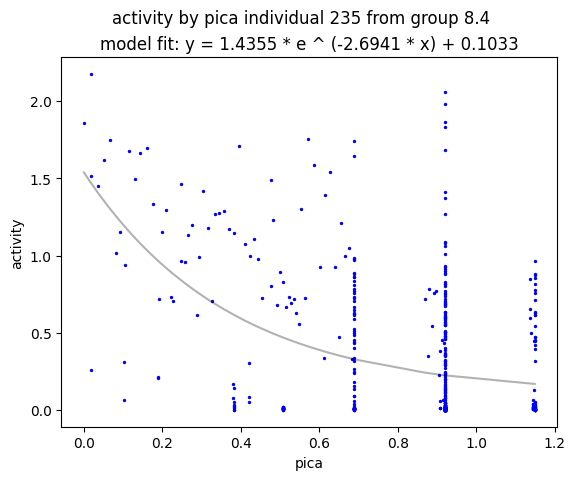 activity by pica individual 235 from group 8.4
model fit: y = 1.4355 * e ^ (-2.6941 * x) + 0.1033
2.0
1.5
1.0
0.5
0.0
activity
0.0 0.2 0.4 0.6 0.8 1.0 1.2
pica